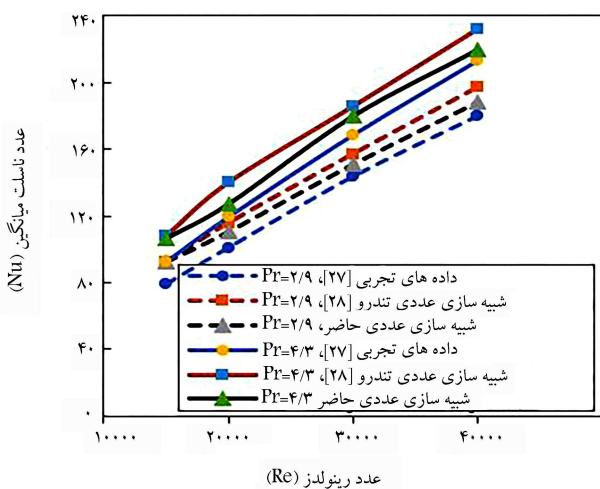 ۲۴۰
۲۰۰
۱۶۰
۱۲۰
۸۰
۴۰
۰
عدد ناسلت میانگین (Nu)
داده های تجربی [۲۷]، Pr=۲/۹
شبیه سازی عددی تندرو [۲۸]، Pr=۲/۹
شبیه سازی عددی حاضر، Pr=۲/۹
داده های تجربی [۲۷]، Pr=۴/۳
شبیه سازی عددی تندرو [۲۸]، Pr=۴/۳
شبیه سازی عددی حاضر Pr=۴/۳
۱۰۰۰۰ ۲۰۰۰۰ ۳۰۰۰۰ ۴۰۰۰۰
عدد رینولدز (Re)